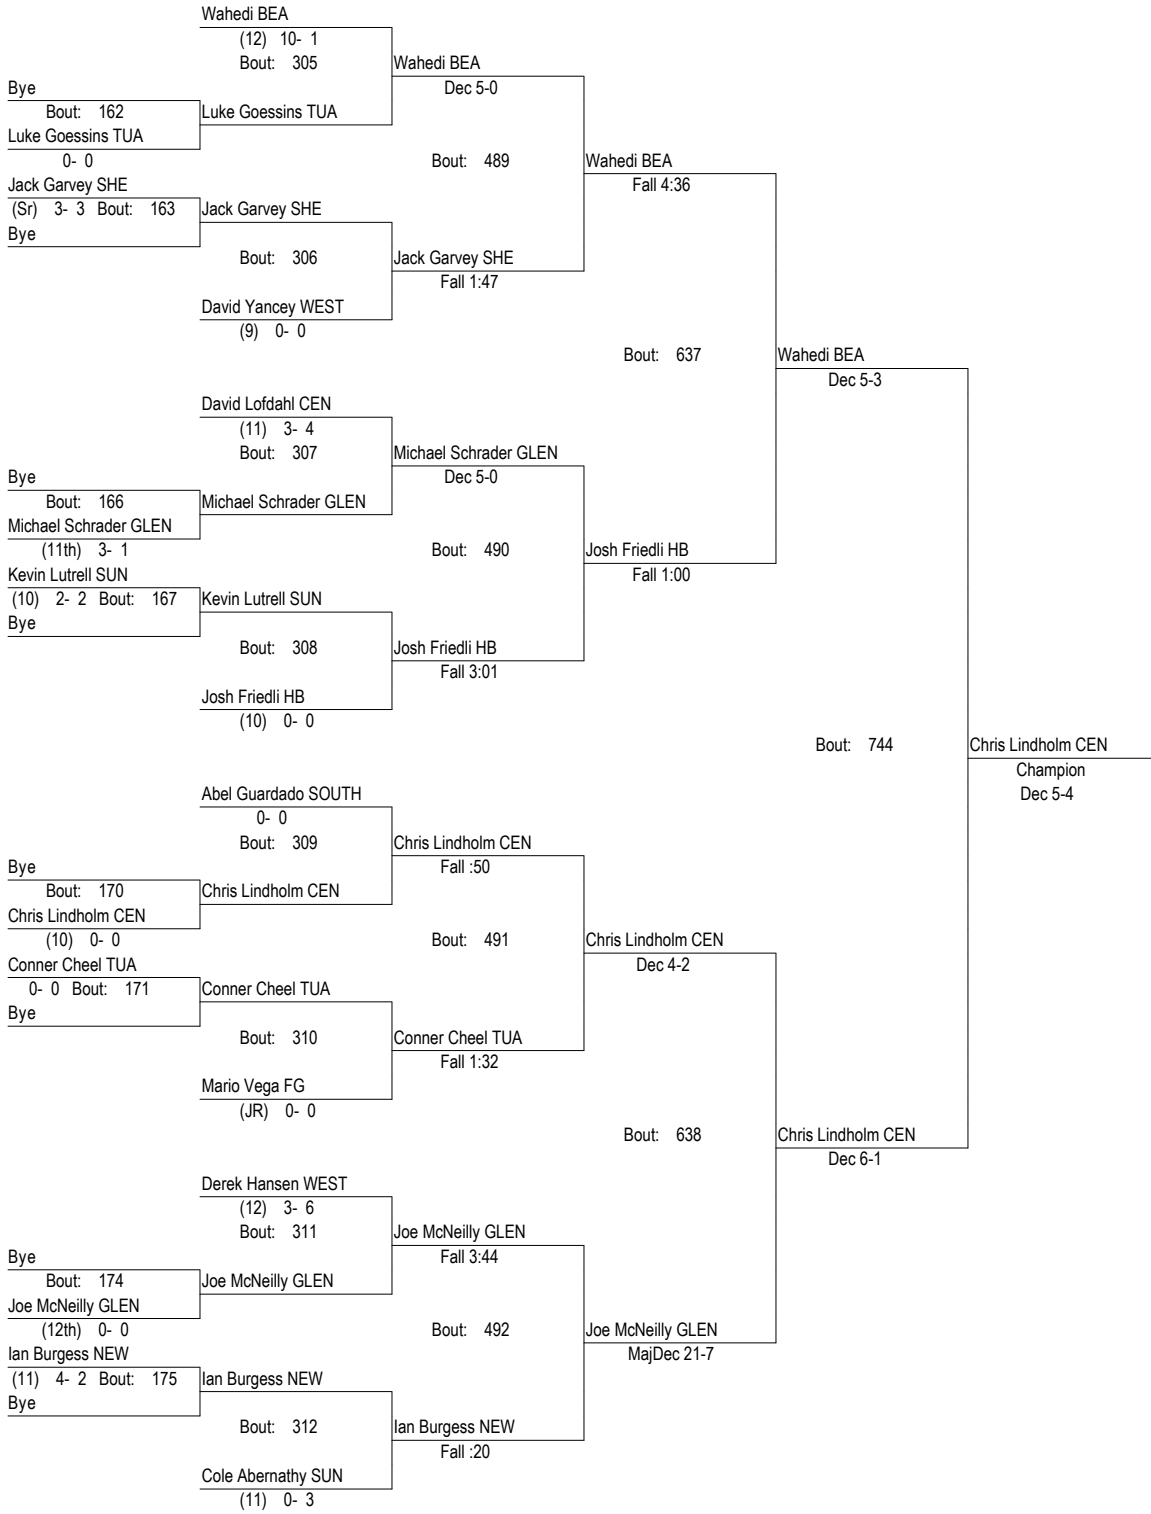 Wahedi BEA
(12) 10- 1
Bout: 305
Wahedi BEA
Dec 5-0
Bye
Bout: 162
Luke Goessins TUA
Luke Goessins TUA
0- 0
Bout: 489
Wahedi BEA
Fall 4:36
Jack Garvey SHE
(Sr) 3- 3 Bout: 163
Jack Garvey SHE
Bye
Bout: 306
Jack Garvey SHE
Fall 1:47
David Yancey WEST
(9) 0- 0
Bout: 637
Wahedi BEA
Dec 5-3
David Lofdahl CEN
(11) 3- 4
Bout: 307
Michael Schrader GLEN
Dec 5-0
Bye
Bout: 166
Michael Schrader GLEN
Michael Schrader GLEN
(11th) 3- 1
Bout: 490
Josh Friedli HB
Fall 1:00
Kevin Lutrell SUN
(10) 2- 2 Bout: 167
Kevin Lutrell SUN
Bye
Bout: 308
Josh Friedli HB
Fall 3:01
Josh Friedli HB
(10) 0- 0
Bout: 744
Chris Lindholm CEN
Champion
Dec 5-4
Abel Guardado SOUTH
0- 0
Bout: 309
Chris Lindholm CEN
Fall :50
Bye
Bout: 170
Chris Lindholm CEN
Chris Lindholm CEN
(10) 0- 0
Bout: 491
Chris Lindholm CEN
Dec 4-2
Conner Cheel TUA
0- 0 Bout: 171
Conner Cheel TUA
Bye
Bout: 310
Conner Cheel TUA
Fall 1:32
Mario Vega FG
(JR) 0- 0
Bout: 638
Chris Lindholm CEN
Dec 6-1
Derek Hansen WEST
(12) 3- 6
Bout: 311
Joe McNeilly GLEN
Fall 3:44
Bye
Bout: 174
Joe McNeilly GLEN
Joe McNeilly GLEN
(12th) 0- 0
Bout: 492
Joe McNeilly GLEN
MajDec 21-7
Ian Burgess NEW
(11) 4- 2 Bout: 175
Ian Burgess NEW
Bye
Bout: 312
Ian Burgess NEW
Fall :20
Cole Abernathy SUN
(11) 0- 3